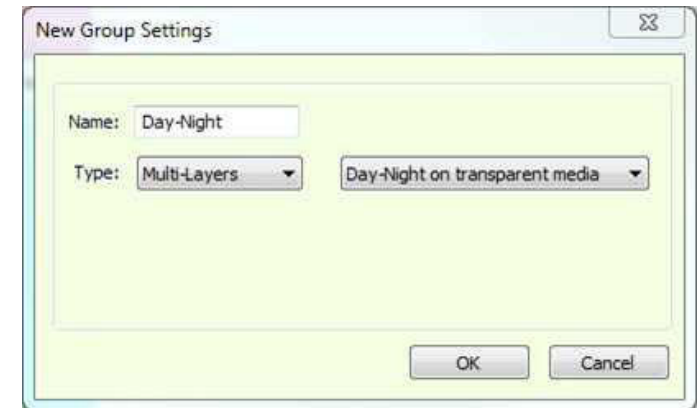 New Group Settings
Name: Day-Night
Type: Multi-Layers Day-Night on transparent media
OK Cancel